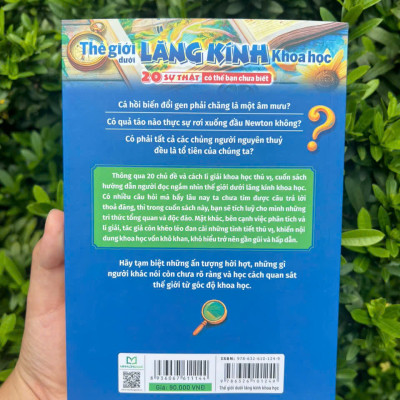 Thế giới dưới LĂNG KÍNH Khoa học
20 SỰ THẬT có thể bạn chưa biết
Cá hồi biến đổi gen phải chăng là một âm mưu?
Có quả táo nào thực sự rơi xuống đầu Newton không?
Có phải tất cả các chủng người nguyên thuỷ
đều là tổ tiên của chúng ta?
Thông qua 20 chủ đề và cách lí giải khoa học thú vị, cuốn sách
hướng dẫn người đọc ngắm nhìn thế giới dưới lăng kính khoa học.
Có nhiều câu hỏi mà bấy lâu nay ta chưa tìm được câu trả lời
thoả đáng, thì trong cuốn sách này, bạn sẽ tích luỹ cho mình những
tri thức tổng quan và độc đáo. Mặt khác, bên cạnh việc phân tích và
lí giải, tác giả còn khéo léo đan cài những tình tiết thú vị, khiến nội
dung khoa học vốn khô khan, khó hiểu trở nên gần gũi và hấp dẫn.
Hãy tạm biệt những ấn tượng hời hợt, những gì
người khác nói còn chưa rõ ràng và học cách quan sát
thế giới từ góc độ khoa học.
Giá: 90.000 VNĐ
Thế giới dưới lăng kính khoa học